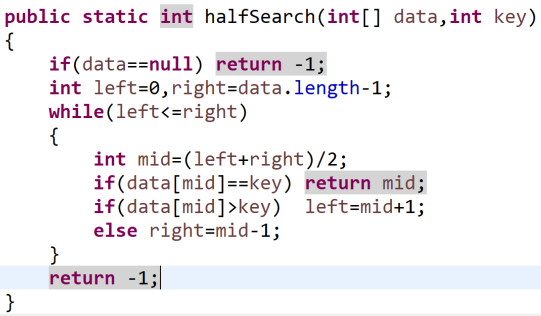 public static int halfSearch(int[] data,int key)
{
    if(data==null) return -1;
    int left=0,right=data.length-1;
    while(left<=right)
    {
        int mid=(left+right)/2;
        if(data[mid]==key) return mid;
        if(data[mid]>key)  left=mid+1;
        else right=mid-1;
    }
    return -1;
}